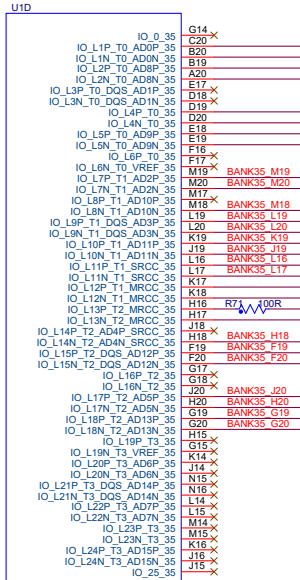 U1D
IO_0_35 G14
IO_L1P_T0_AD0P_35 C20
IO_L1N_T0_AD0N_35 B20
IO_L2P_T0_AD8P_35 B19
IO_L2N_T0_AD8N_35 A20
IO_L3P_T0_DQS_AD1P_35 E17
IO_L3N_T0_DQS_AD1N_35 D18
IO_L4P_T0_35 D19
IO_L4N_T0_35 D20
IO_L5P_T0_AD9P_35 E18
IO_L5N_T0_AD9N_35 E19
IO_L6P_T0_35 F16
IO_L6N_T0_VREF_35 F17
IO_L7P_T1_AD2P_35 M19 BANK35_M19
IO_L7N_T1_AD2N_35 M20 BANK35_M20
IO_L8P_T1_AD10P_35 M17
IO_L8N_T1_AD10N_35 M18 BANK35_M18
IO_L9P_T1_DQS_AD3P_35 L19 BANK35_L19
IO_L9N_T1_DQS_AD3N_35 L20 BANK35_L20
IO_L10P_T1_AD11P_35 K19 BANK35_K19
IO_L10N_T1_AD11N_35 J19 BANK35_J19
IO_L11P_T1_SRCC_35 L16 BANK35_L16
IO_L11N_T1_SRCC_35 L17 BANK35_L17
IO_L12P_T1_MRCC_35 K17
IO_L12N_T1_MRCC_35 K18
IO_L13P_T2_MRCC_35 H16 R71 100R
IO_L13N_T2_MRCC_35 H17
IO_L14P_T2_AD4P_SRCC_35 J18
IO_L14N_T2_AD4N_SRCC_35 H18 BANK35_H18
IO_L15P_T2_DQS_AD12P_35 F19 BANK35_F19
IO_L15N_T2_DQS_AD12N_35 F20 BANK35_F20
IO_L16P_T2_35 G17
IO_L16N_T2_35 G18
IO_L17P_T2_AD5P_35 J20 BANK35_J20
IO_L17N_T2_AD5N_35 H20 BANK35_H20
IO_L18P_T2_AD13P_35 G19 BANK35_G19
IO_L18N_T2_AD13N_35 G20 BANK35_G20
IO_L19P_T3_35 H15
IO_L19N_T3_VREF_35 G15
IO_L20P_T3_AD6P_35 K14
IO_L20N_T3_AD6N_35 J14
IO_L21P_T3_DQS_AD14P_35 N15
IO_L21N_T3_DQS_AD14N_35 N16
IO_L22P_T3_AD7P_35 L14
IO_L22N_T3_AD7N_35 L15
IO_L23P_T3_35 M14
IO_L23N_T3_35 M15
IO_L24P_T3_AD15P_35 K16
IO_L24N_T3_AD15N_35 J16
IO_25_35 J15